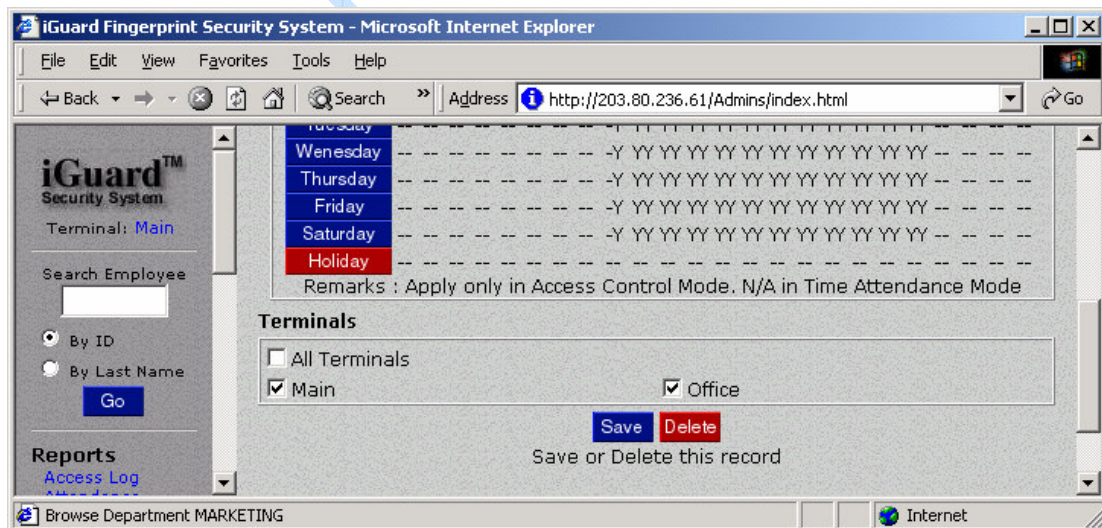 iGuard Fingerprint Security System - Microsoft Internet Explorer
File Edit View Favorites Tools Help
Back Search » Address http://203.80.236.61/Admins/index.html Go
iGuard™
Security System
Terminal: Main
Search Employee
By ID
By Last Name
Go
Reports
Access Log
Attendance
Tuesday
Wenesday -- -- -- -- -- -- -- -- -Y YY YY YY YY YY YY YY YY YY YY YY -- -- -- --
Thursday -- -- -- -- -- -- -- -- -Y YY YY YY YY YY YY YY YY YY YY YY -- -- -- --
Friday -- -- -- -- -- -- -- -- -Y YY YY YY YY YY YY YY YY YY YY YY -- -- -- --
Saturday -- -- -- -- -- -- -- -- -Y YY YY YY YY YY YY YY YY YY YY YY -- -- -- --
Holiday -- -- -- -- -- -- -- -- -- -- -- -- -- -- -- -- -- -- -- -- -- -- -- --
Remarks : Apply only in Access Control Mode. N/A in Time Attendance Mode
Terminals
All Terminals
Main Office
Save Delete
Save or Delete this record
Browse Department MARKETING Internet